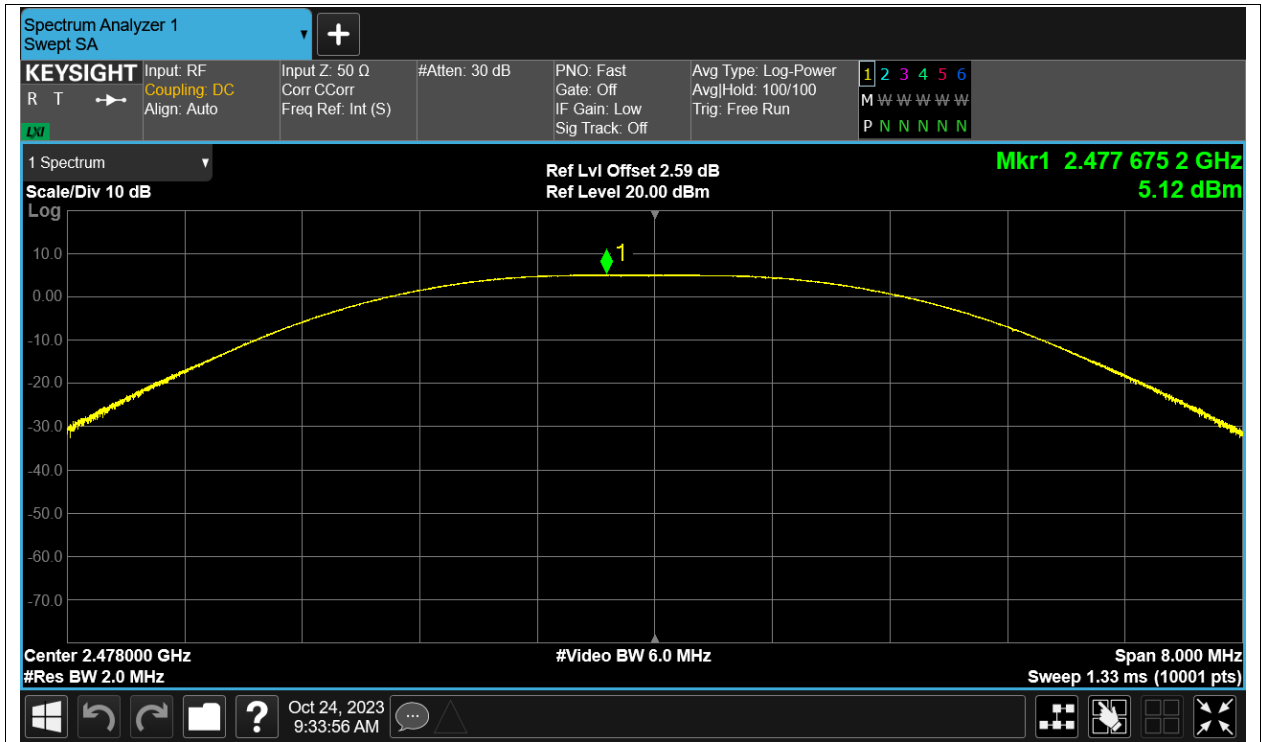 Spectrum Analyzer 1
Swept SA
KEYSIGHT
R T
LXI
Input: RF
Coupling: DC
Align: Auto
Input Z: 50 Ω
Corr CCorr
Freq Ref: Int (S)
#Atten: 30 dB
PNO: Fast
Gate: Off
IF Gain: Low
Sig Track: Off
Avg Type: Log-Power
Avg|Hold: 100/100
Trig: Free Run
1 2 3 4 5 6
M W W W W W
P N N N N N
1 Spectrum
Scale/Div 10 dB
Log
Ref Lvl Offset 2.59 dB
Ref Level 20.00 dBm
Mkr1 2.477 675 2 GHz
5.12 dBm
1
10.0
0.00
-10.0
-20.0
-30.0
-40.0
-50.0
-60.0
-70.0
Center 2.478000 GHz
#Res BW 2.0 MHz
#Video BW 6.0 MHz
Span 8.000 MHz
Sweep 1.33 ms (10001 pts)
?
Oct 24, 2023
9:33:56 AM